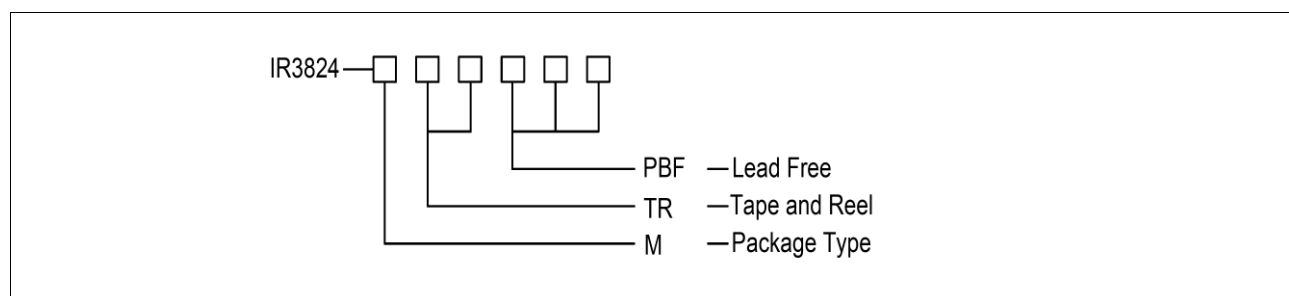 IR3824
PBF — Lead Free
TR — Tape and Reel
M — Package Type